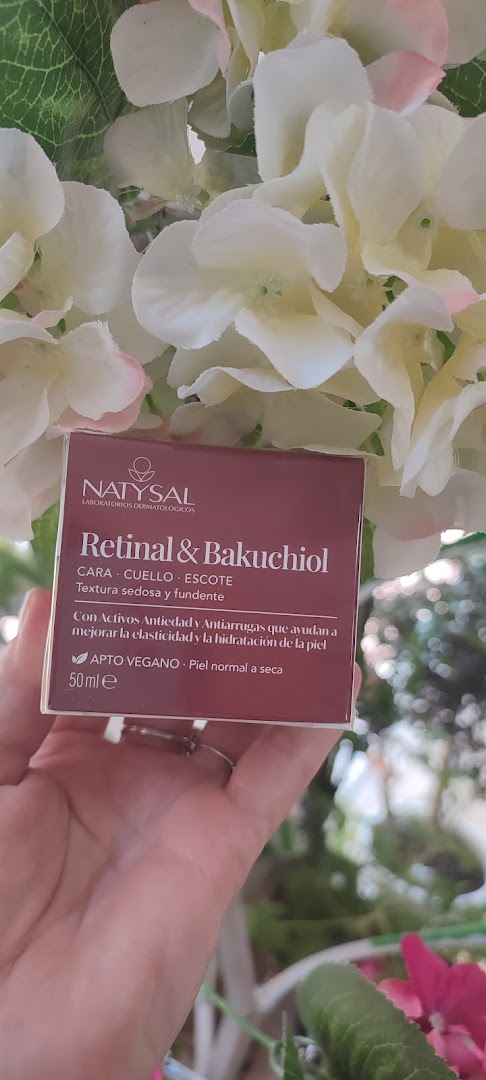 NATYSAL
LABORATORIOS DERMATOLÓGICOS
Retinal & Bakuchiol
CARA · CUELLO · ESCOTE
Textura sedosa y fundente
Con Activos Antiedad y Antiarrugas que ayudan a
mejorar la elasticidad y la hidratación de la piel
APTO VEGANO · Piel normal a seca
50 ml ℮